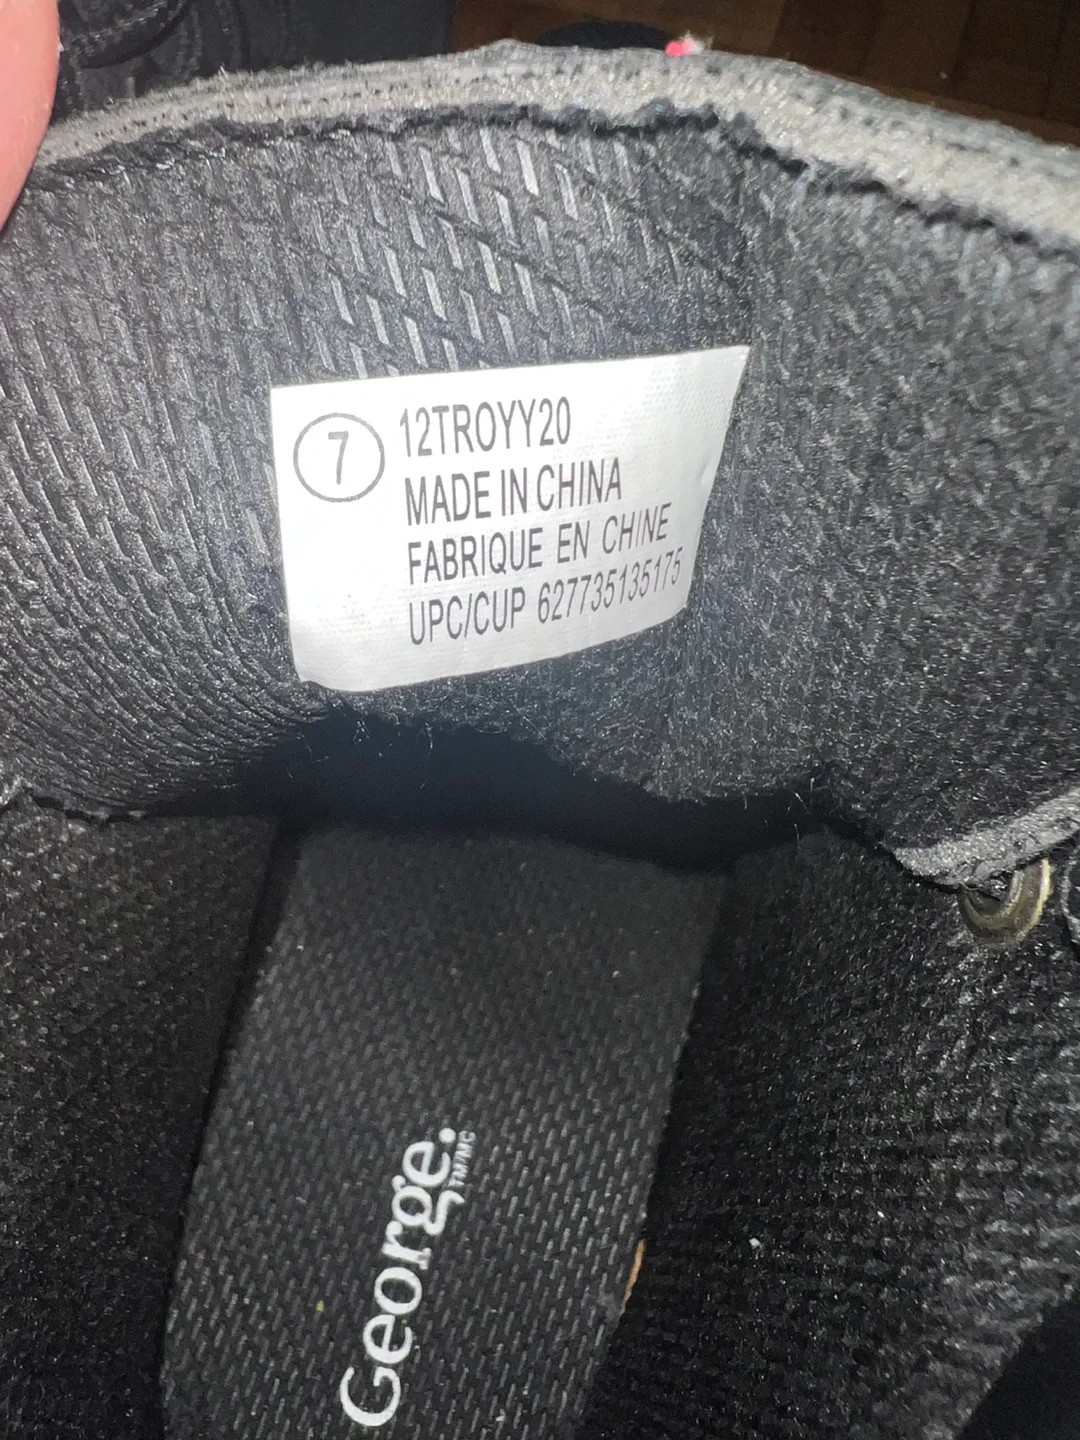 7
12TROYY20
MADE IN CHINA
FABRIQUE EN CHINE
UPC/CUP 627735135175
George.
TM/MC